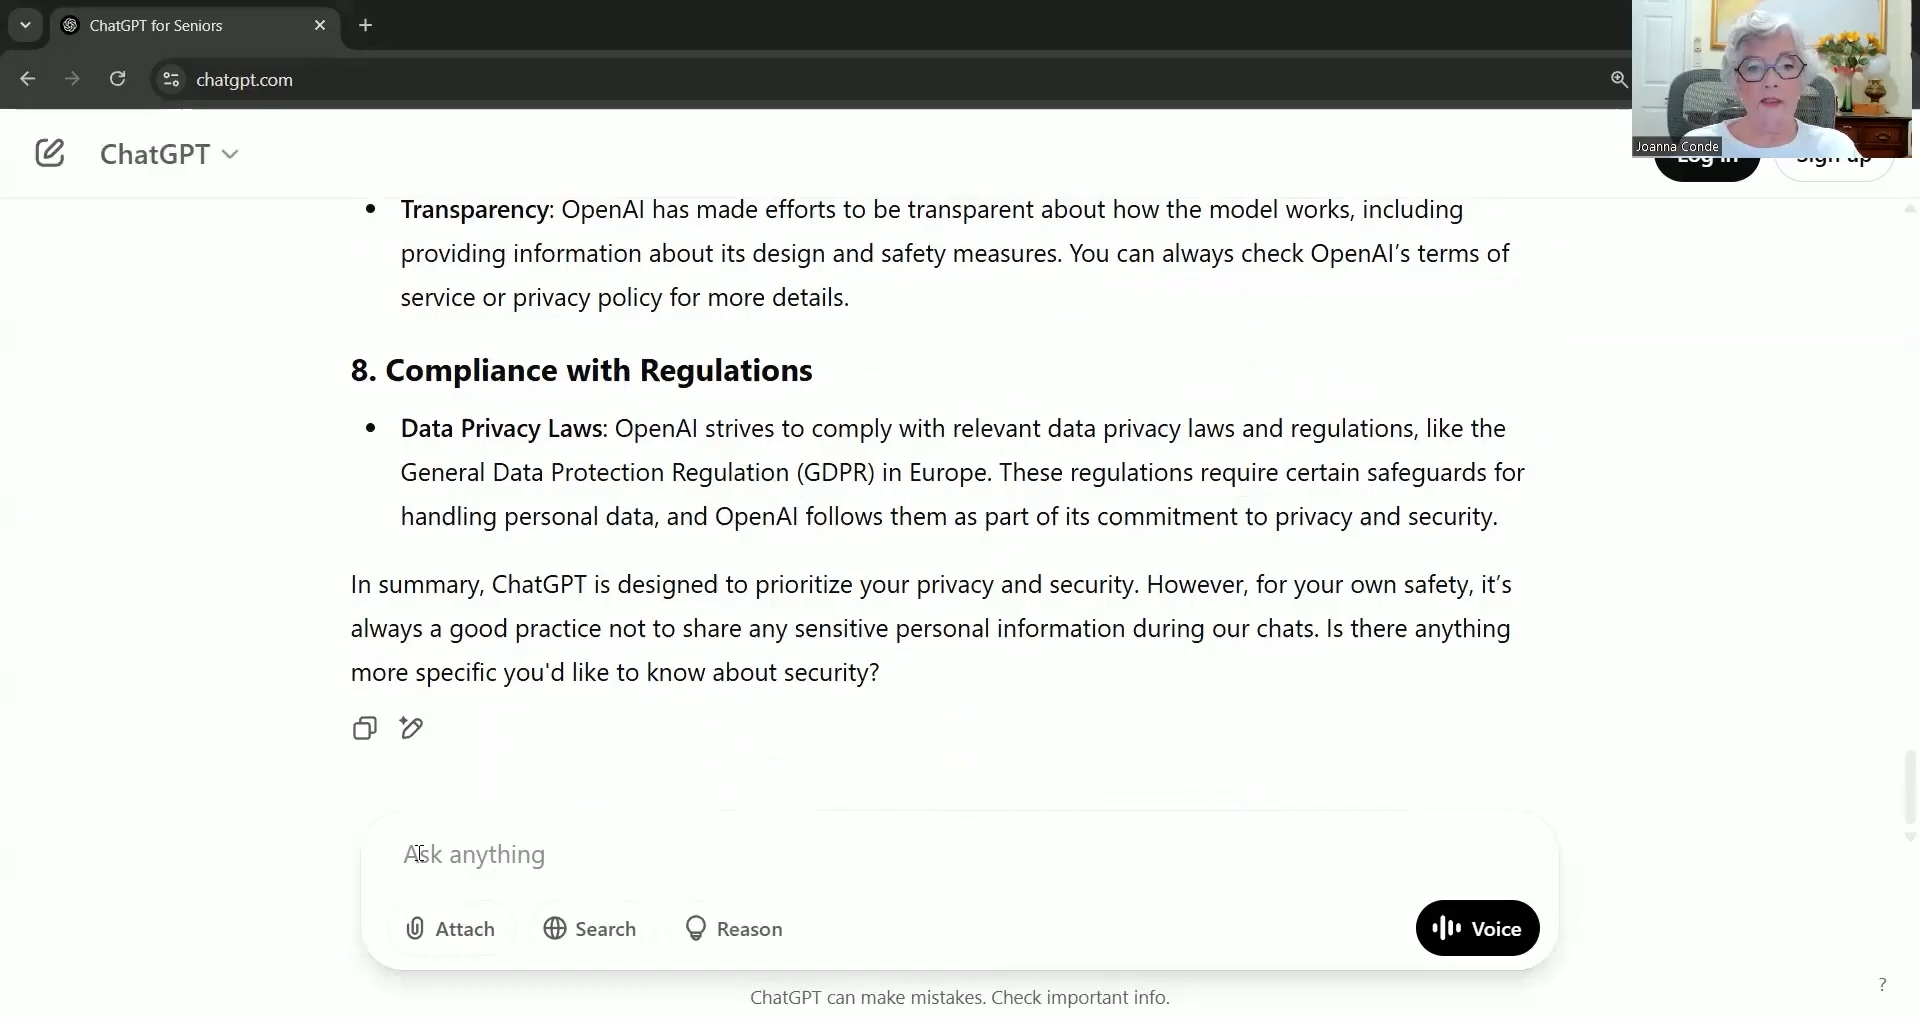 ChatGPT for Seniors
chatgpt.com
ChatGPT
Joanna Conde
Log in
Sign up
• Transparency: OpenAI has made efforts to be transparent about how the model works, including
providing information about its design and safety measures. You can always check OpenAI’s terms of
service or privacy policy for more details.
8. Compliance with Regulations
• Data Privacy Laws: OpenAI strives to comply with relevant data privacy laws and regulations, like the
General Data Protection Regulation (GDPR) in Europe. These regulations require certain safeguards for
handling personal data, and OpenAI follows them as part of its commitment to privacy and security.
In summary, ChatGPT is designed to prioritize your privacy and security. However, for your own safety, it’s
always a good practice not to share any sensitive personal information during our chats. Is there anything
more specific you'd like to know about security?
Ask anything
Attach
Search
Reason
Voice
ChatGPT can make mistakes. Check important info.
?